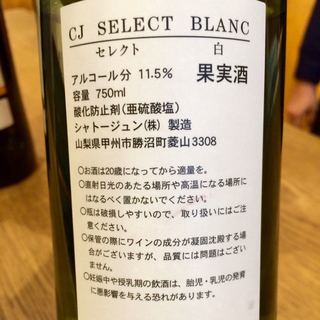 CJ SELECT BLANC
セレクト 白
アルコール分 11.5% 果実酒
容量 750ml
酸化防止剤(亜硫酸塩)
シャトージュン(株) 製造
山梨県甲州市勝沼町菱山3308
○お酒は20歳になってから適量を。
○直射日光のあたる場所や高温になる場所に
はなるべく置かないでください。
○瓶は破損しやすいので、取り扱いにはご注
意ください。
○保管の際にワインの成分が凝固沈殿する場
合がございますが、品質には問題はござい
ません。
○妊娠中や授乳期の飲酒は、胎児・乳児の発育
に悪影響を与える恐れがあります。